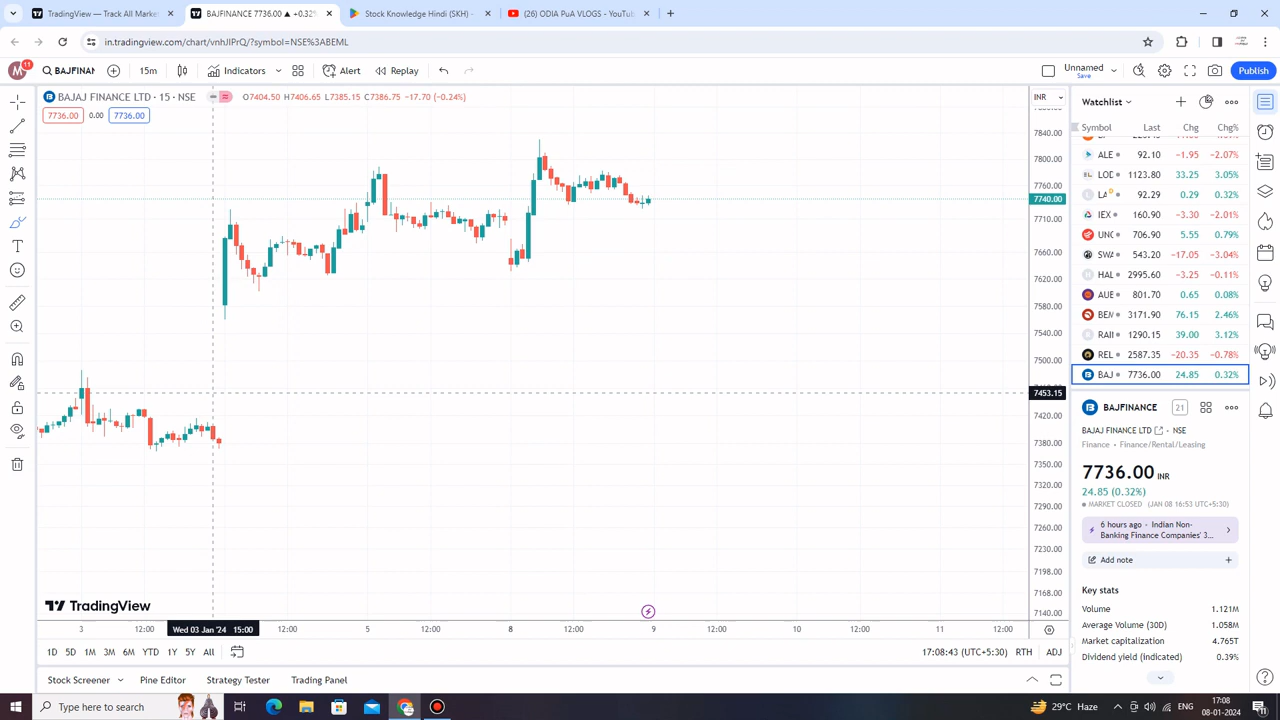 TradingView — Track All Market
BAJFINANCE 7736.00 ▲ +0.32%
Stock Knowledge Hindi (SKH) -
(26) ODIA PuA VLOGS - YouTube
in.tradingview.com/chart/vnhJIPrQ/?symbol=NSE%3ABEML
M 11 BAJFINAN 15m Indicators Alert Replay Unnamed Save Publish
BAJAJ FINANCE LTD · 15 · NSE O7404.50 H7406.65 L7385.15 C7386.75 −17.70 (−0.24%)
INR
7736.00 0.00 7736.00
7840.00
7800.00
7760.00
7740.00
7710.00
7660.00
7620.00
7580.00
7540.00
7500.00
7453.15
7420.00
7380.00
7350.00
7320.00
7290.00
7260.00
7230.00
7198.00
7168.00
7140.00
TradingView
3 12:00 Wed 03 Jan '24 15:00 12:00 5 12:00 8 12:00 9 12:00 10 12:00 11 12:00
1D 5D 1M 3M 6M YTD 1Y 5Y All
17:08:43 (UTC+5:30) RTH ADJ
Stock Screener Pine Editor Strategy Tester Trading Panel
Watchlist
Symbol Last Chg Chg%
ALE 92.10 −1.95 −2.07%
LOD 1123.80 33.25 3.05%
LA D 92.29 0.29 0.32%
IEX 160.90 −3.30 −2.01%
UNC 706.90 5.55 0.79%
SWA 543.20 −17.05 −3.04%
HAL 2995.60 −3.25 −0.11%
AUE 801.70 0.65 0.08%
BEM 3171.90 76.15 2.46%
RAII 1290.15 39.00 3.12%
REL 2587.35 −20.35 −0.78%
BAJ 7736.00 24.85 0.32%
BAJFINANCE 21
BAJAJ FINANCE LTD · NSE
Finance • Finance/Rental/Leasing
7736.00 INR
24.85 (0.32%)
MARKET CLOSED (JAN 08 16:53 UTC+5:30)
6 hours ago - Indian Non-
Banking Finance Companies' 3...
Add note
Key stats
Volume 1.121M
Average Volume (30D) 1.058M
Market capitalization 4.765T
Dividend yield (indicated) 0.39%
Type here to search
29°C Haze ENG 17:08
08-01-2024 11